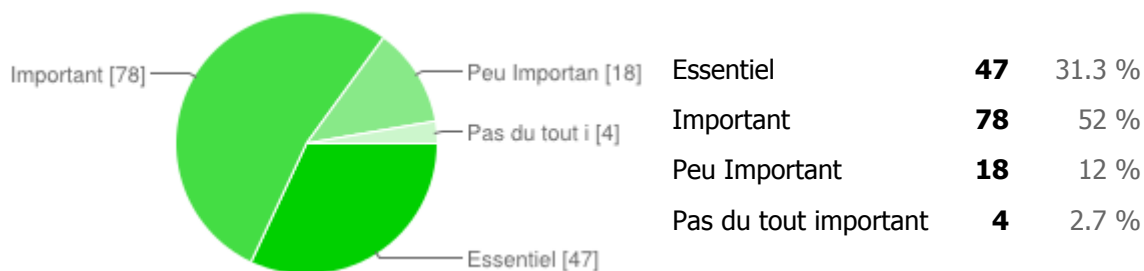 Important [78]
Peu Importan [18]
Pas du tout i [4]
Essentiel [47]
Essentiel 47 31.3 %
Important 78 52 %
Peu Important 18 12 %
Pas du tout important 4 2.7 %